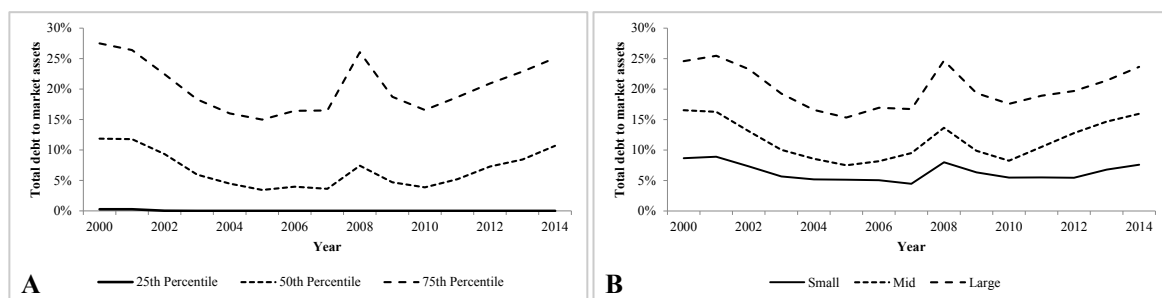 Total debt to market assets
30%
25%
20%
15%
10%
5%
0%
2000 2002 2004 2006 2008 2010 2012 2014
Year
25th Percentile 50th Percentile 75th Percentile
A
Total debt to market assets
30%
25%
20%
15%
10%
5%
0%
2000 2002 2004 2006 2008 2010 2012 2014
Year
Small Mid Large
B